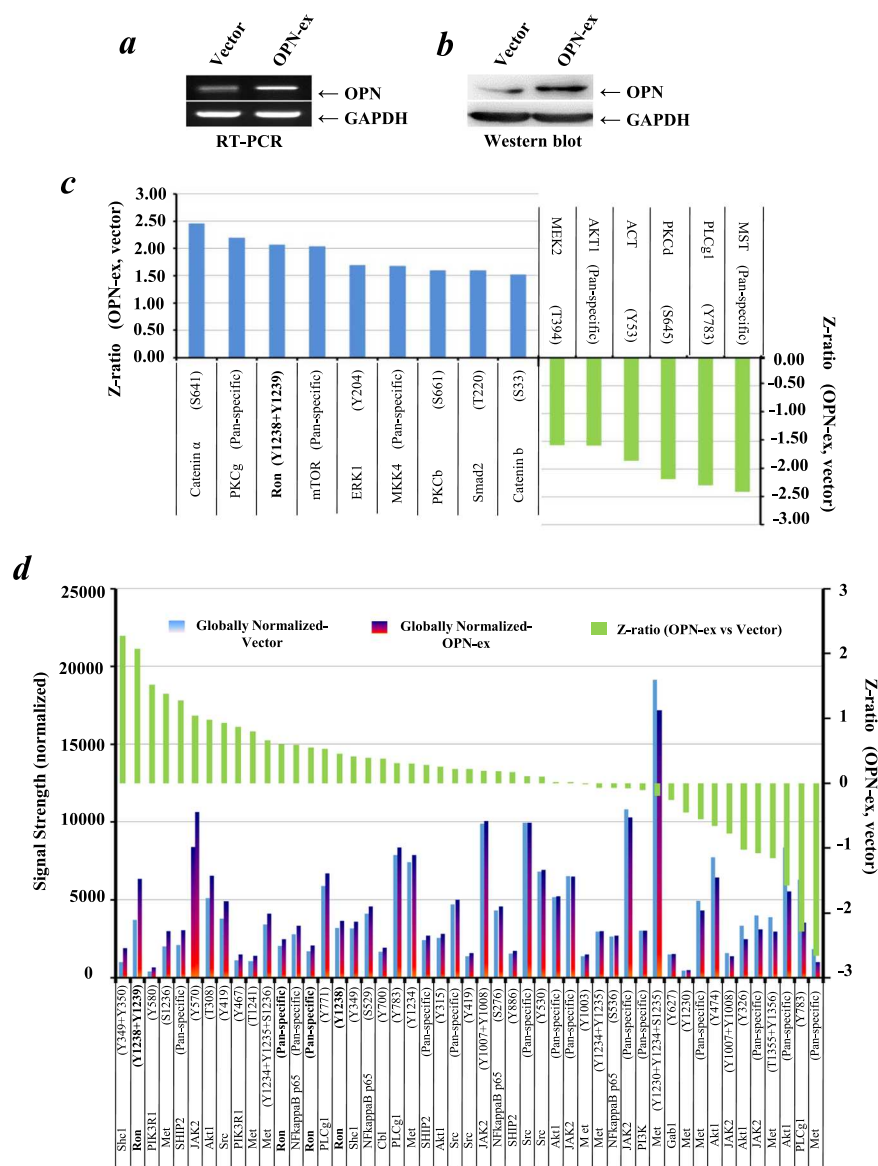 a
Vector
OPN-ex
← OPN
← GAPDH
RT-PCR
b
Vector
OPN-ex
← OPN
← GAPDH
Western blot
c
Z-ratio (OPN-ex, vector)
3.00
2.50
2.00
1.50
1.00
0.50
0.00
Catenin α (S641)
PKCg (Pan-specific)
Ron (Y1238+Y1239)
mTOR (Pan-specific)
ERK1 (Y204)
MKK4 (Pan-specific)
PKCb (S661)
Smad2 (T220)
Catenin b (S33)
MEK2 (T394)
AKT1 (Pan-specific)
ACT (Y53)
PKCd (S645)
PLCg1 (Y783)
MST (Pan-specific)
0.00
-0.50
-1.00
-1.50
-2.00
-2.50
-3.00
Z-ratio (OPN-ex, vector)
d
Signal Strength (normalized)
25000
20000
15000
10000
5000
0
Globally Normalized-
Vector
Globally Normalized-
OPN-ex
Z-ratio (OPN-ex vs Vector)
3
2
1
0
-1
-2
-3
Z-ratio (OPN-ex, vector)
Shc1 (Y349+Y350)
Ron (Y1238+Y1239)
PIK3R1 (Y580)
Met (S1236)
SHIP2 (Pan-specific)
JAK2 (Y570)
Akt1 (T308)
Src (Y419)
PIK3R1 (Y467)
Met (T1241)
Met (Y1234+Y1235+S1236)
Ron (Pan-specific)
NFkappaB p65 (Pan-specific)
Ron (Pan-specific)
PLCg1 (Y771)
Ron (Y1238)
Shc1 (Y349)
NFkappaB p65 (S529)
Cbl (Y700)
PLCg1 (Y783)
Met (Y1234)
SHIP2 (Pan-specific)
Akt1 (Y315)
Src (Pan-specific)
Src (Y419)
JAK2 (Y1007+Y1008)
NFkappaB p65 (S276)
SHIP2 (Y886)
Src (Pan-specific)
Src (Y530)
Akt1 (Pan-specific)
JAK2 (Pan-specific)
M et (Y1003)
Met (Y1234+Y1235)
NFkappaB p65 (S536)
JAK2 (Pan-specific)
PI3K (Pan-specific)
Met (Y1230+Y1234+S1235)
Gab1 (Y627)
Met (Y1230)
Met (Pan-specific)
Akt1 (Y474)
JAK2 (Y1007+Y1008)
Akt1 (Y326)
JAK2 (Pan-specific)
Met (T1355+Y1356)
Akt1 (Pan-specific)
PLCg1 (Y783)
Met (Pan-specific)